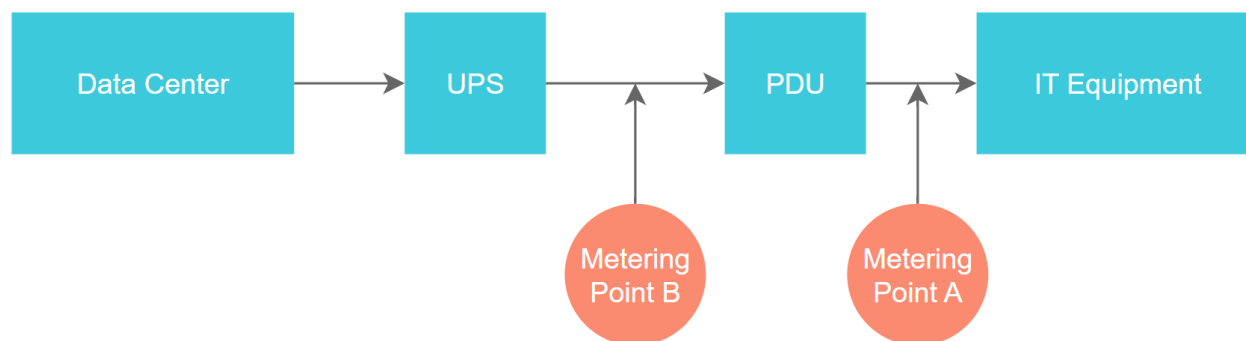 Data Center
UPS
PDU
IT Equipment
Metering
Point B
Metering
Point A